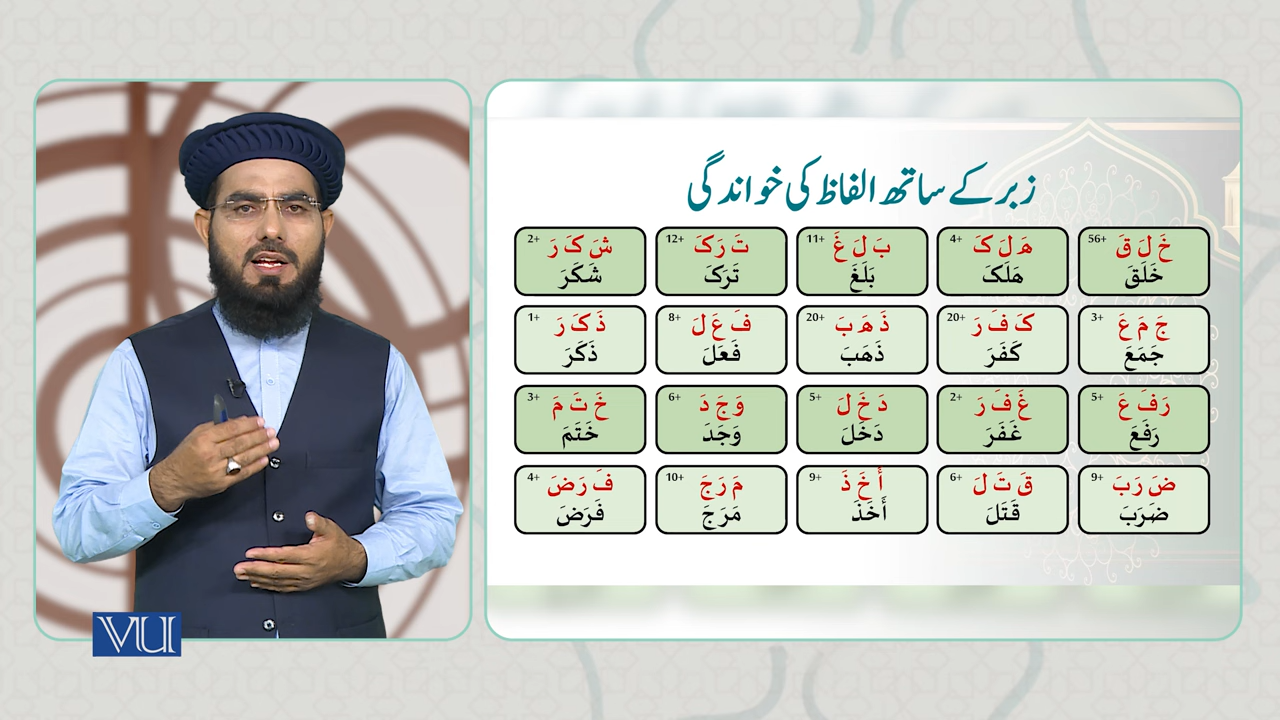 زبر کے ساتھ الفاظ کی خواندگی
56+ خَ لَ قَ
خَلَقَ
4+ هَ لَ کَ
هَلَکَ
11+ بَ لَ غَ
بَلَغَ
12+ تَ رَ کَ
تَرَکَ
2+ شَ کَ رَ
شَکَرَ
3+ جَ مَ عَ
جَمَعَ
20+ کَ فَ رَ
کَفَرَ
20+ ذَ هَ بَ
ذَهَبَ
8+ فَ عَ لَ
فَعَلَ
1+ ذَ کَ رَ
ذَکَرَ
5+ رَ فَ عَ
رَفَعَ
2+ غَ فَ رَ
غَفَرَ
5+ دَ خَ لَ
دَخَلَ
6+ وَ جَ دَ
وَجَدَ
3+ خَ تَ مَ
خَتَمَ
9+ ضَ رَ بَ
ضَرَبَ
6+ قَ تَ لَ
قَتَلَ
9+ أَ خَ ذَ
أَخَذَ
10+ مَ رَ جَ
مَرَجَ
4+ فَ رَ ضَ
فَرَضَ
VU